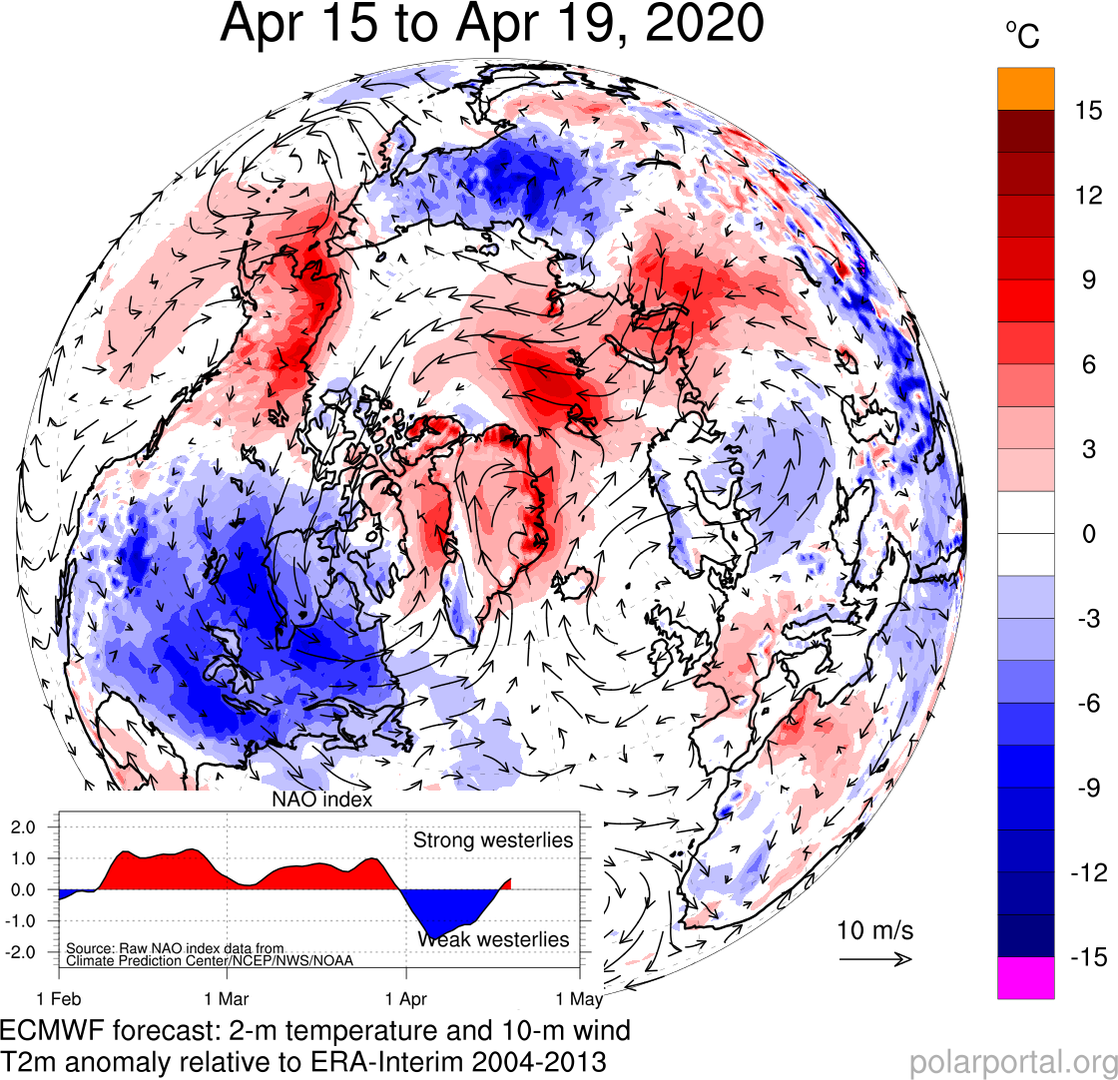 Apr 15 to Apr 19, 2020
°C
15
12
9
6
3
0
-3
-6
-9
-12
-15
NAO index
2.0
1.0
0.0
-1.0
-2.0
Strong westerlies
Weak westerlies
Source: Raw NAO index data from
Climate Prediction Center/NCEP/NWS/NOAA
1 Feb
1 Mar
1 Apr
1 May
10 m/s
ECMWF forecast: 2-m temperature and 10-m wind
T2m anomaly relative to ERA-Interim 2004-2013
polarportal.org